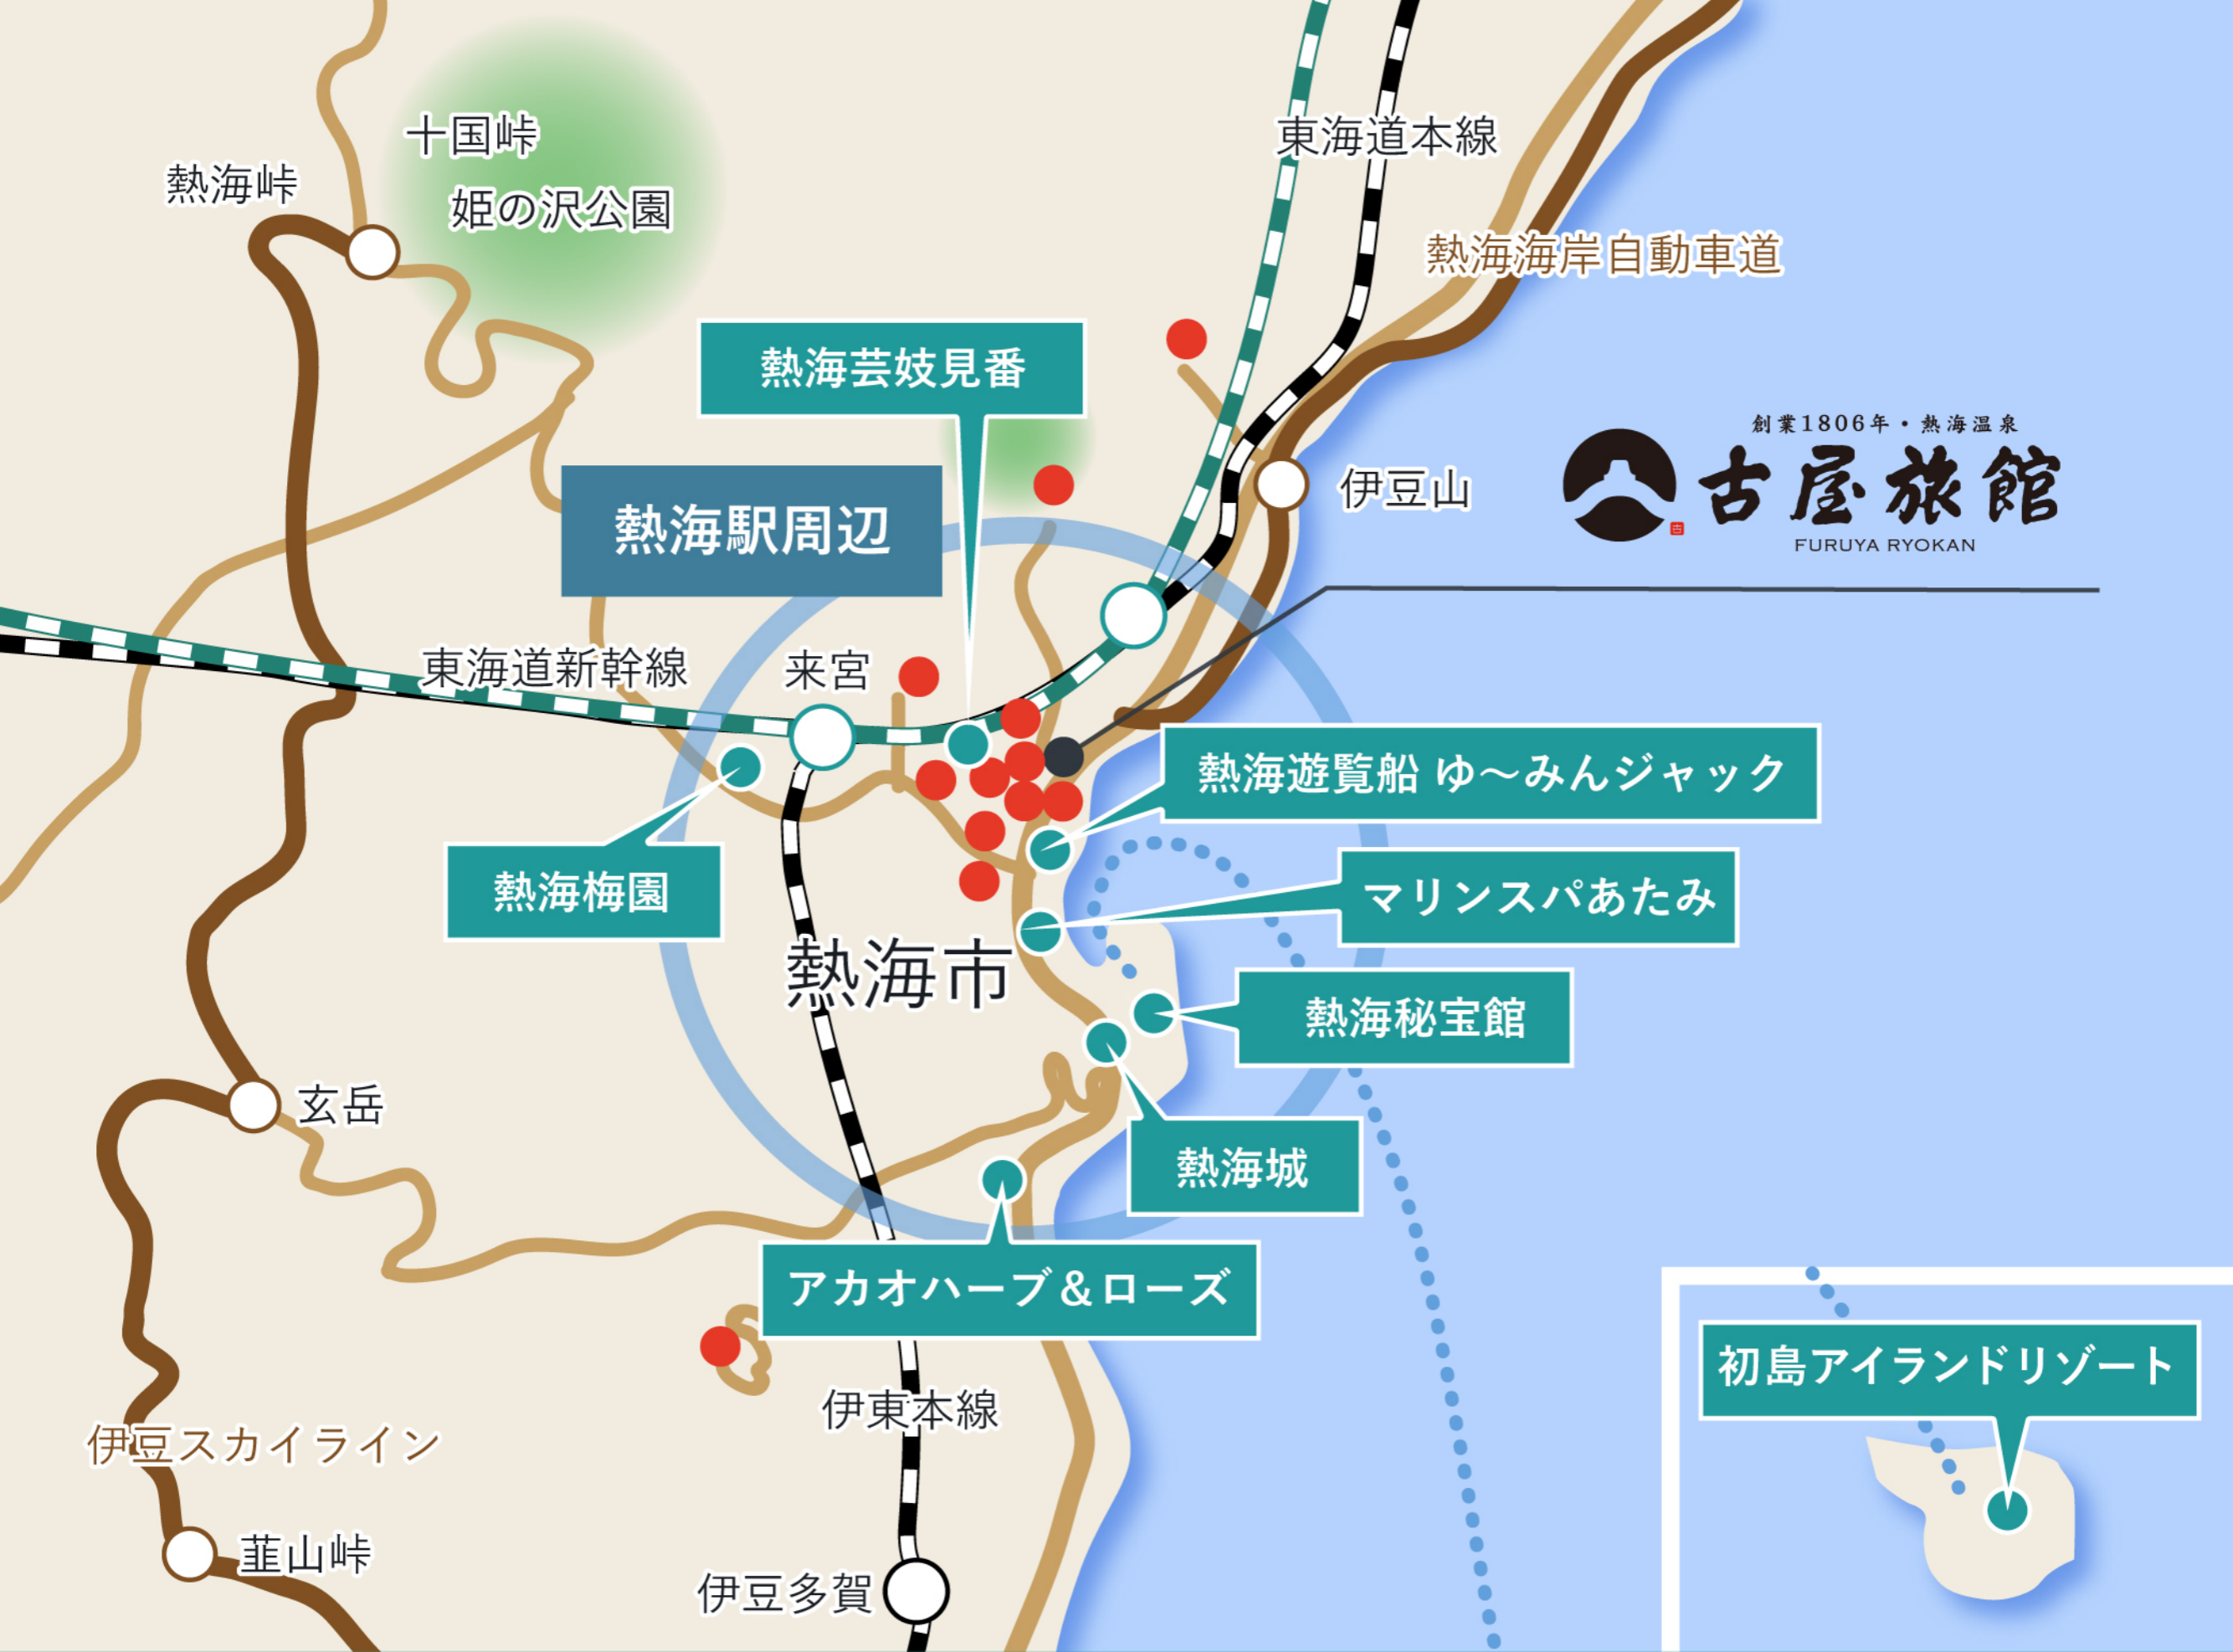 十国峠
東海道本線
熱海峠
姫の沢公園
熱海海岸自動車道
熱海芸妓見番
創業1806年・熱海温泉
古屋旅館
FURUYA RYOKAN
伊豆山
熱海駅周辺
東海道新幹線
来宮
熱海遊覧船 ゆ〜みんジャック
熱海梅園
マリンスパあたみ
熱海市
熱海秘宝館
玄岳
熱海城
アカオハーブ&ローズ
初島アイランドリゾート
伊東本線
伊豆スカイライン
韮山峠
伊豆多賀